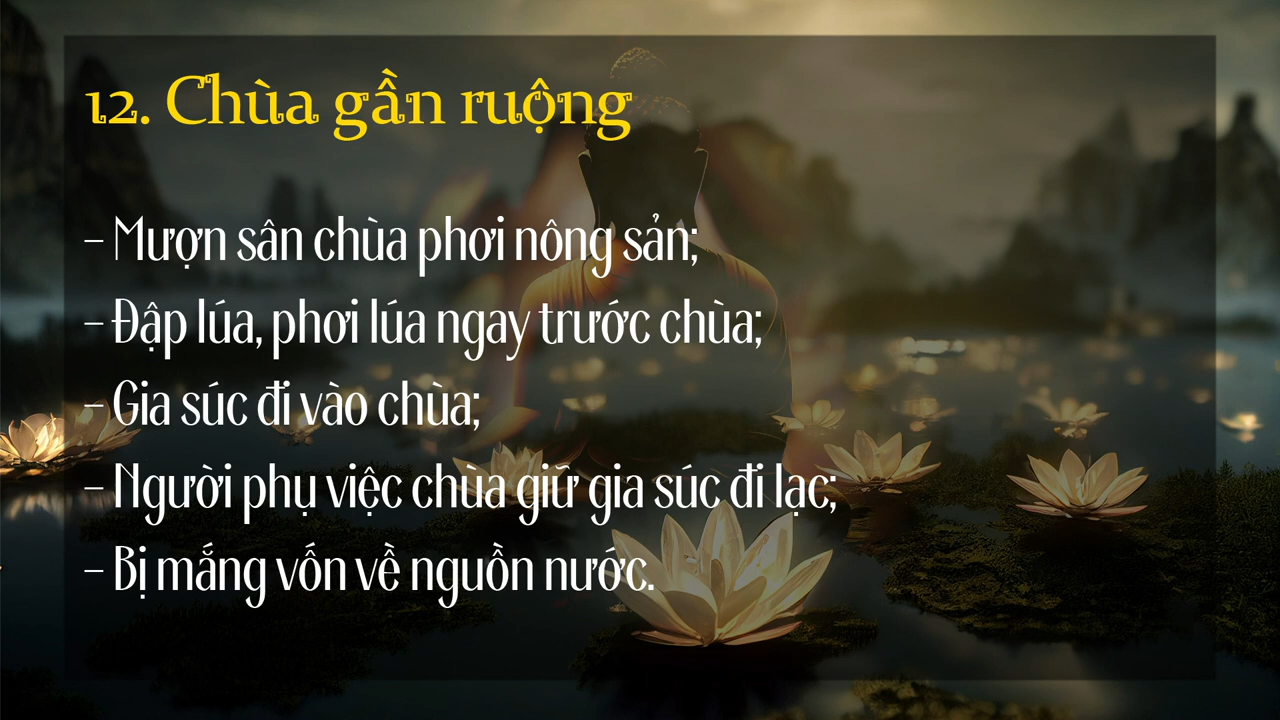 12. Chùa gần ruộng
– Mượn sân chùa phơi nông sản;
– Đập lúa, phơi lúa ngay trước chùa;
– Gia súc đi vào chùa;
– Người phụ việc chùa giữ gia súc đi lạc;
– Bị mắng vốn về nguồn nước.